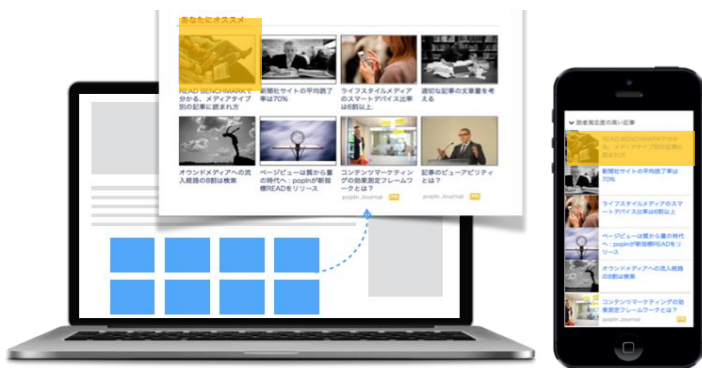 あなたにオススメ
READ BENCHMARKで
分かる、メディアタイプ
別の記事に読まれ方
新聞社サイトの平均読了
率は70%
ライフスタイルメディア
のスマートデバイス比率
は6割以上
適切な記事の文章量を考
える
オウンドメディアへの流
入経路の8割は検索
ページビューは質から量
の時代へ：popInが新指
標READをリリース
コンテンツマーケティン
グの効果測定フレームワ
ークとは？
popIn Journal PR
記事のビューアビリティ
とは？
popIn Journal PR
読者満足度の高い記事
READ BENCHMARKで分か
る、メディアタイプ別の記事に
読まれ方
新聞社サイトの平均読了率は
70%
ライフスタイルメディアのスマ
ートデバイス比率は6割以上
ページビューは質から量の時代
へ：popInが新指標READをリ
リース
オウンドメディアへの流入経路
の8割は検索
コンテンツマーケティングの効
果測定フレームワークとは？
popIn Journal PR